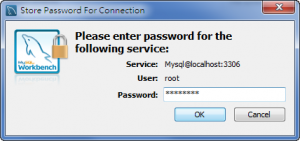 Store Password For Connection
Please enter password for the
following service:
Service: Mysql@localhost:3306
User: root
Password: ********
OK Cancel
MySQL
Workbench